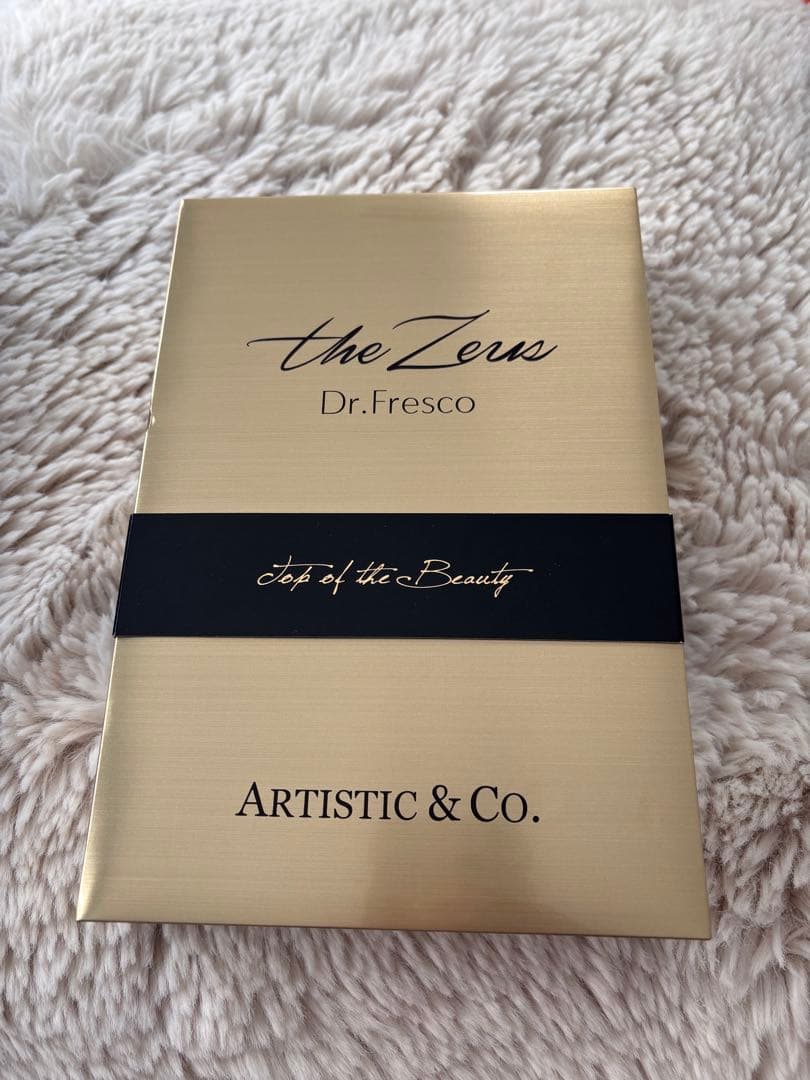 the Zeus
Dr.Fresco
Top of the Beauty
ARTISTIC & CO.